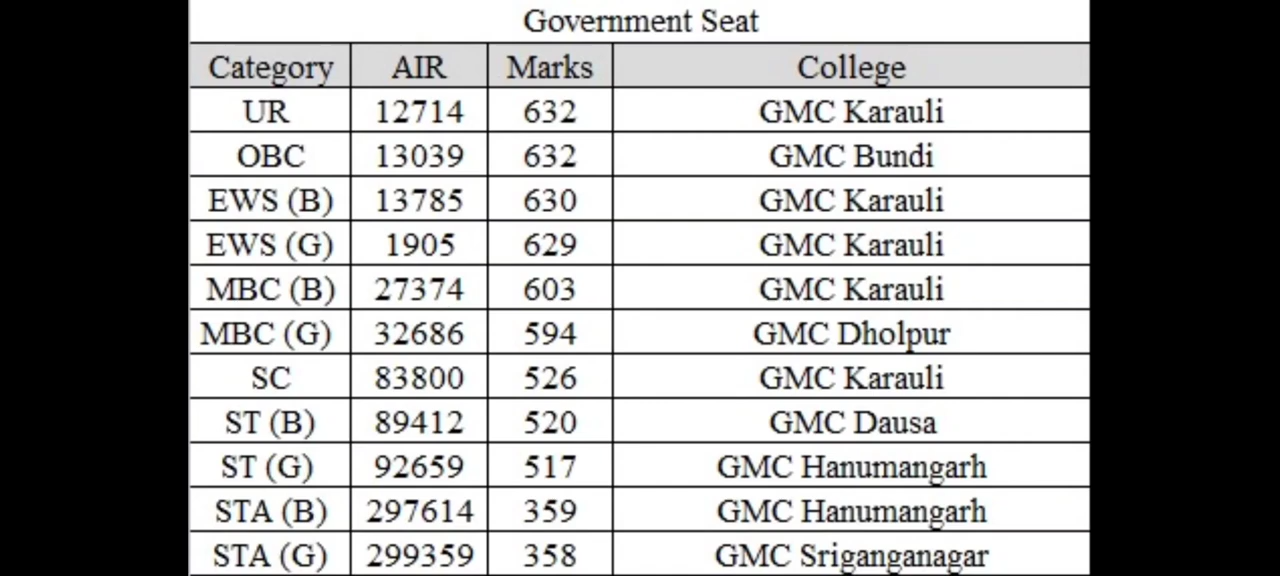 Government Seat
Category AIR Marks College
UR 12714 632 GMC Karauli
OBC 13039 632 GMC Bundi
EWS (B) 13785 630 GMC Karauli
EWS (G) 1905 629 GMC Karauli
MBC (B) 27374 603 GMC Karauli
MBC (G) 32686 594 GMC Dholpur
SC 83800 526 GMC Karauli
ST (B) 89412 520 GMC Dausa
ST (G) 92659 517 GMC Hanumangarh
STA (B) 297614 359 GMC Hanumangarh
STA (G) 299359 358 GMC Sriganganagar